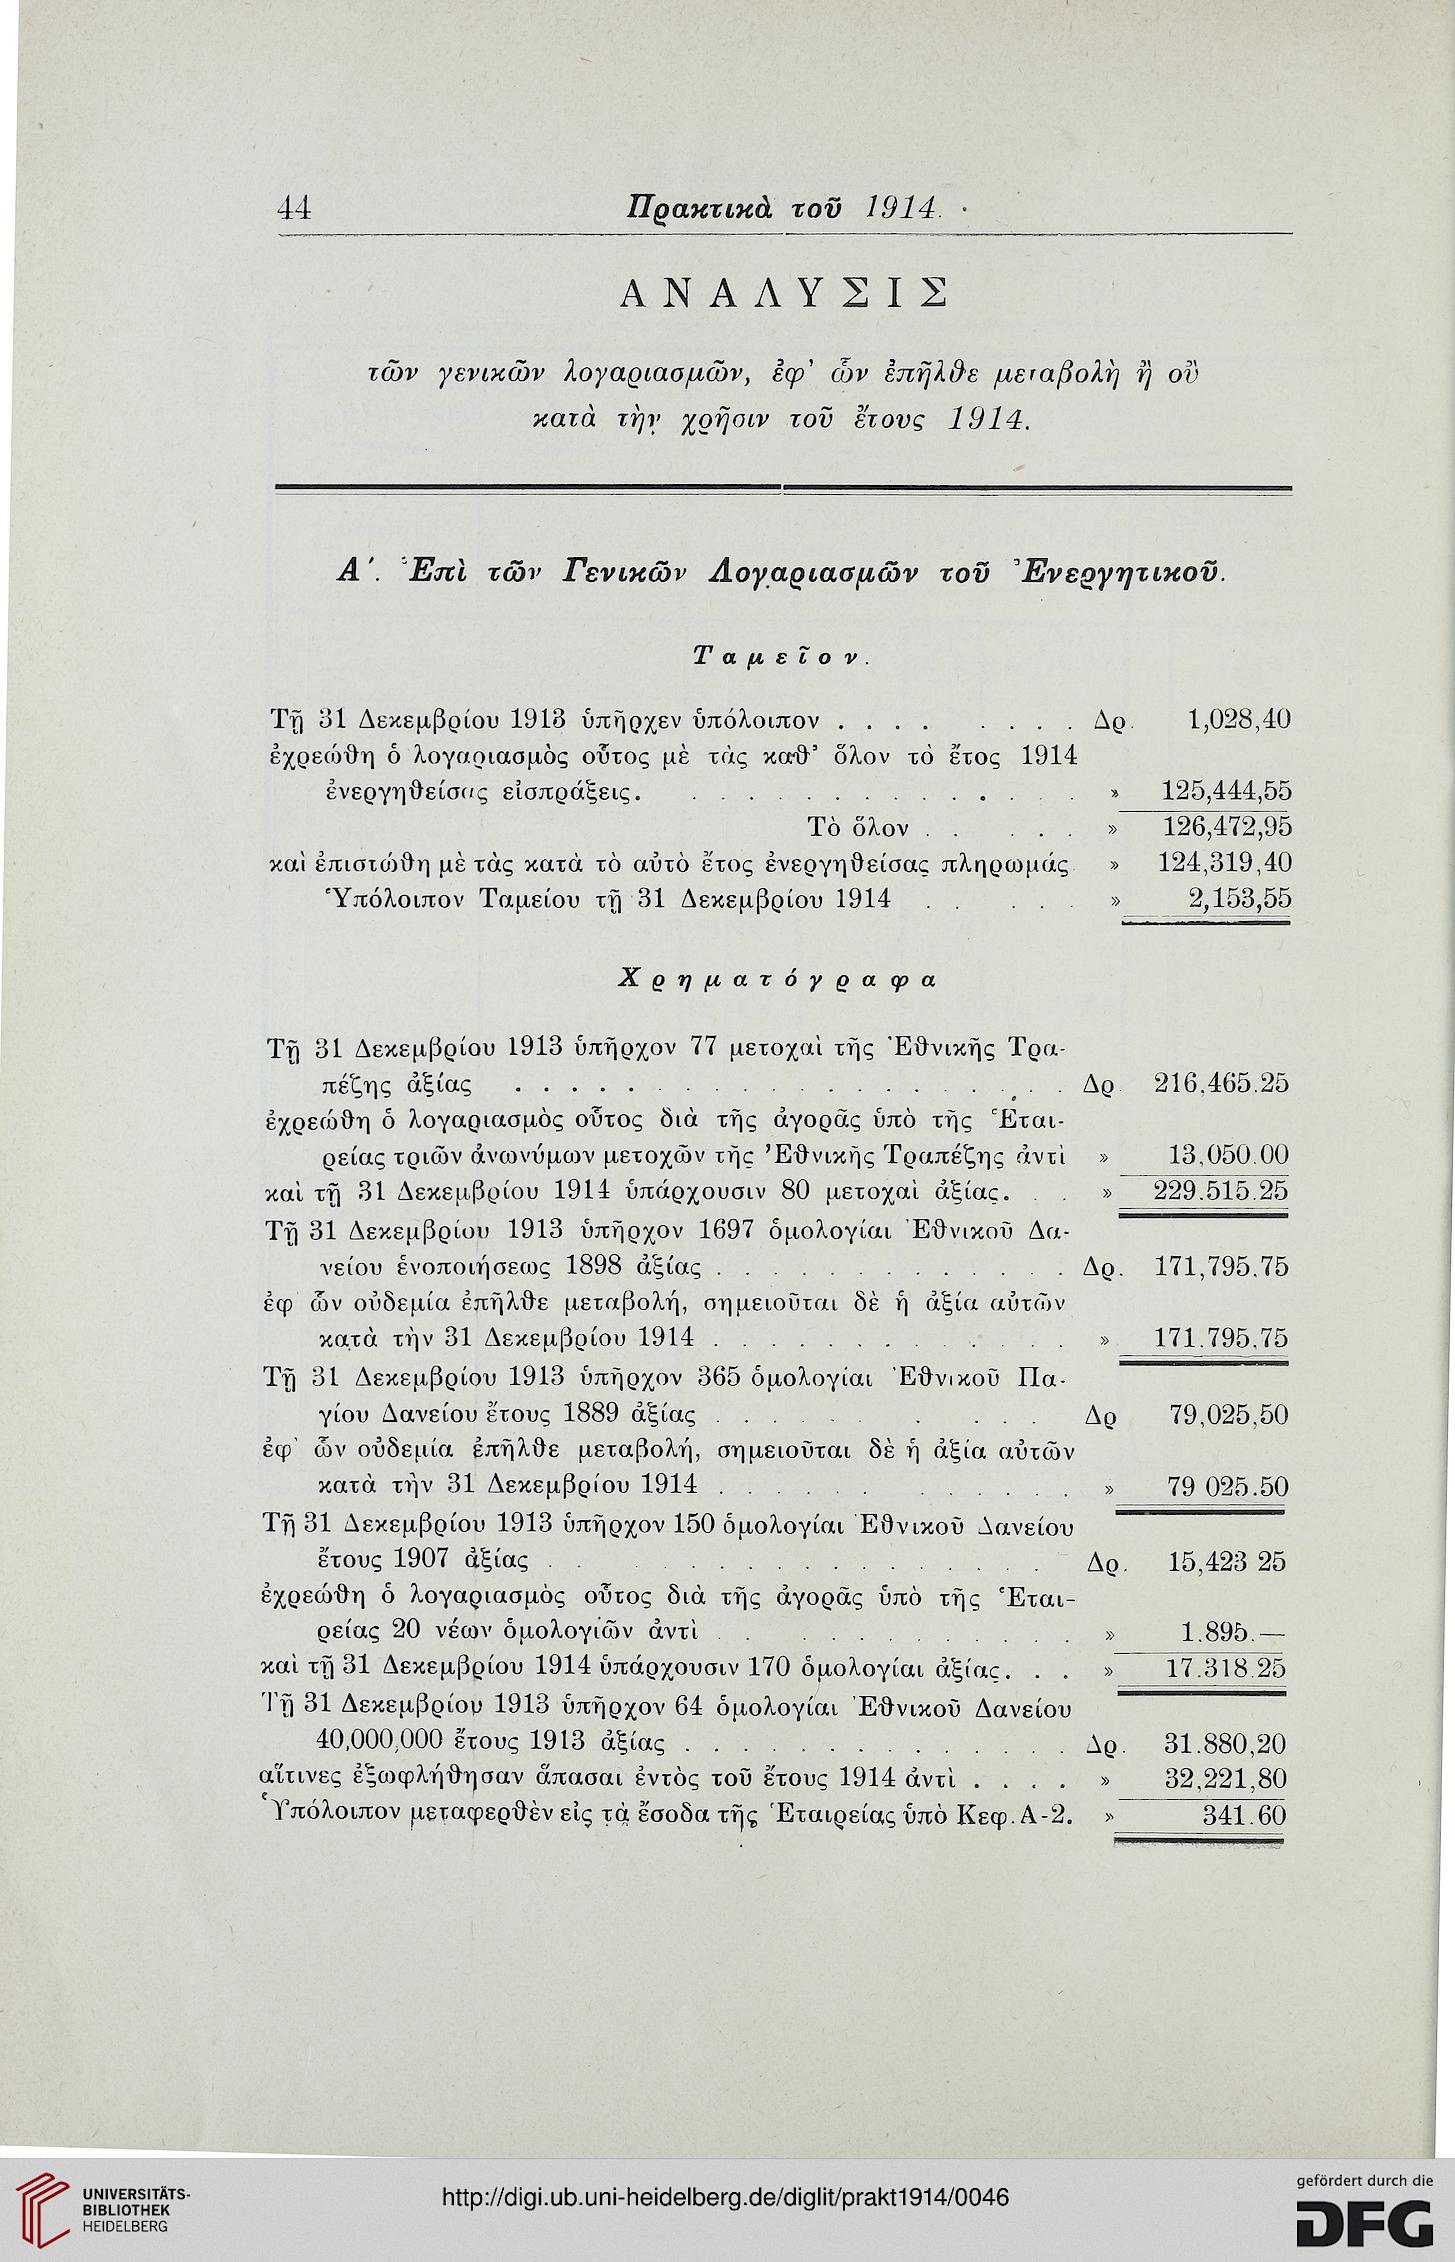 44 Πρακτικὰ τοῦ 1914.
ΑΝΑΛΥΣΙΣ
τῶν γενικῶν λογαριασμῶν, ἐφ' ὧν ἐπῆλθε μεταβολὴ ἢ οὒ
κατὰ τὴν χρῆσιν τοῦ ἔτους 1914.
Α'. Ἐπὶ τῶν Γενικῶν Λογαριασμῶν τοῦ Ἐνεργητικοῦ.
Ταμεῖον.
Τῇ 31 Δεκεμβρίου 1913 ὑπῆρχεν ὑπόλοιπον . . . . . . . . Δρ. 1,028,40
ἐχρεώθη ὁ λογαριασμὸς οὗτος μὲ τὰς καθ' ὅλον τὸ ἔτος 1914
ἐνεργηθείσας εἰσπράξεις. . . . . . . . . . . . . . » 125,444,55
Τὸ ὅλον . . . . . » 126,472,95
καὶ ἐπιστώθη μὲ τὰς κατὰ τὸ αὐτὸ ἔτος ἐνεργηθείσας πληρωμάς » 124,319,40
Ὑπόλοιπον Ταμείου τῇ 31 Δεκεμβρίου 1914 . . . . . » 2,153,55
Χρηματόγραφα
Τῇ 31 Δεκεμβρίου 1913 ὑπῆρχον 77 μετοχαὶ τῆς Ἐθνικῆς Τρα-
πέζης ἀξίας . . . . . . . . . . . . . . . . . . . Δρ. 216,465.25
ἐχρεώθη ὁ λογαριασμὸς οὗτος διὰ τῆς ἀγορᾶς ὑπὸ τῆς Ἑται-
ρείας τριῶν ἀνωνύμων μετοχῶν τῆς Ἐθνικῆς Τραπέζης ἀντὶ » 13,050.00
καὶ τῇ 31 Δεκεμβρίου 1914 ὑπάρχουσιν 80 μετοχαὶ ἀξίας. . . » 229.515.25
Τῇ 31 Δεκεμβρίου 1913 ὑπῆρχον 1697 ὁμολογίαι Ἐθνικοῦ Δα-
νείου ἑνοποιήσεως 1898 ἀξίας . . . . . . . . . . . . . Δρ. 171,795.75
ἐφ ὧν οὐδεμία ἐπῆλθε μεταβολή, σημειοῦται δὲ ἡ ἀξία αὐτῶν
κατὰ τὴν 31 Δεκεμβρίου 1914 . . . . . . . . . . . . . » 171.795,75
Τῇ 31 Δεκεμβρίου 1913 ὑπῆρχον 365 ὁμολογίαι Ἐθνικοῦ Πα-
γίου Δανείου ἔτους 1889 ἀξίας . . . . . . . . . . Δρ 79,025,50
ἐφ' ὧν οὐδεμία ἐπῆλθε μεταβολή, σημειοῦται δὲ ἡ ἀξία αὐτῶν
κατὰ τὴν 31 Δεκεμβρίου 1914 . . . . . . . . . . . » 79 025.50
Τῇ 31 Δεκεμβρίου 1913 ὑπῆρχον 150 ὁμολογίαι Ἐθνικοῦ Δανείου
ἔτους 1907 ἀξίας . . . . . . . . . . . . . . . Δρ. 15,423 25
ἐχρεώθη ὁ λογαριασμὸς οὗτος διὰ τῆς ἀγορᾶς ὑπὸ τῆς Ἑται-
ρείας 20 νέων ὁμολογιῶν ἀντὶ . . . . . . . . . . . . » 1.895.—
καὶ τῇ 31 Δεκεμβρίου 1914 ὑπάρχουσιν 170 ὁμολογίαι ἀξίας. . . » 17.318.25
Τῇ 31 Δεκεμβρίου 1913 ὑπῆρχον 64 ὁμολογίαι Ἐθνικοῦ Δανείου
40,000,000 ἔτους 1913 ἀξίας . . . . . . . . . . . . . . Δρ. 31.880,20
αἵτινες ἐξωφλήθησαν ἅπασαι ἐντὸς τοῦ ἔτους 1914 ἀντὶ . . . . » 32,221,80
Ὑπόλοιπον μεταφερθὲν εἰς τὰ ἔσοδα τῆς Ἑταιρείας ὑπὸ Κεφ. Α-2. » 341.60
UNIVERSITÄTS-
BIBLIOTHEK
HEIDELBERG
http://digi.ub.uni-heidelberg.de/diglit/prakt1914/0046
gefördert durch die
DFG